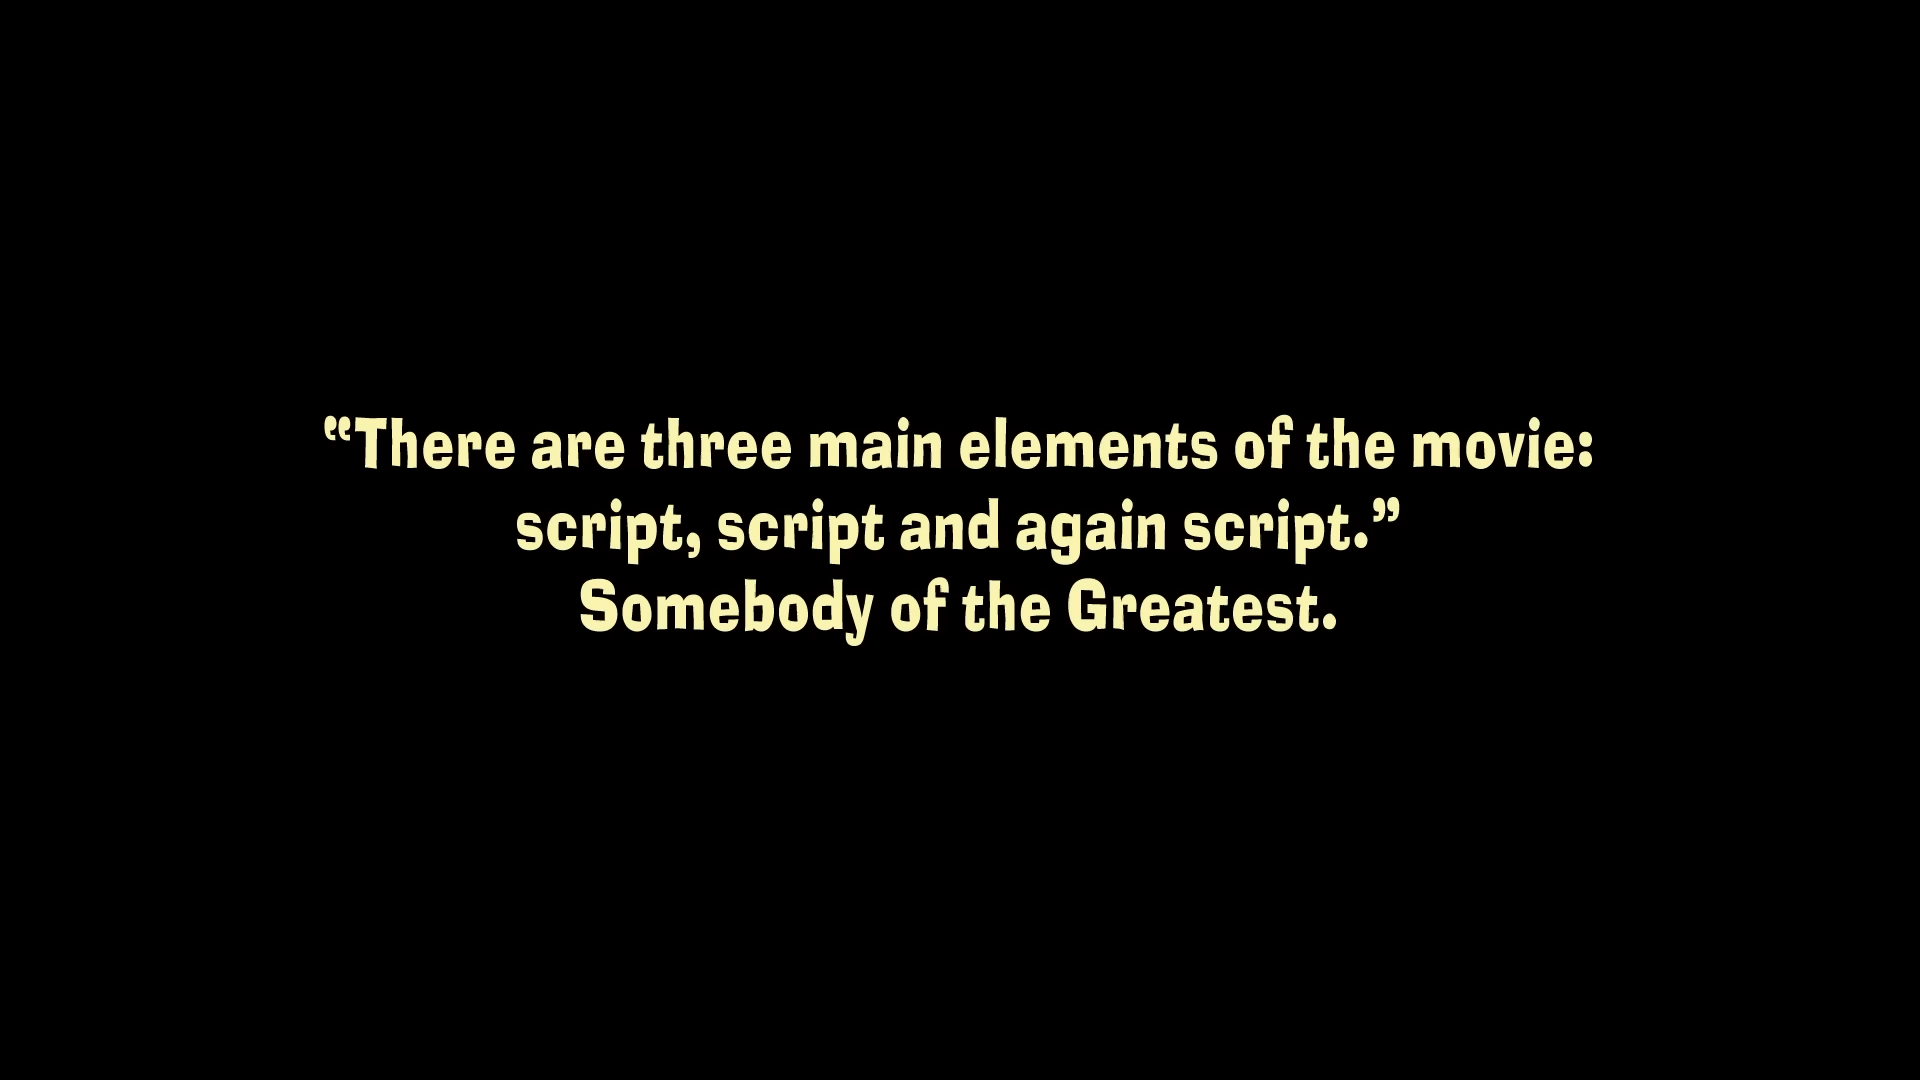 “There are three main elements of the movie:
script, script and again script.”
Somebody of the Greatest.